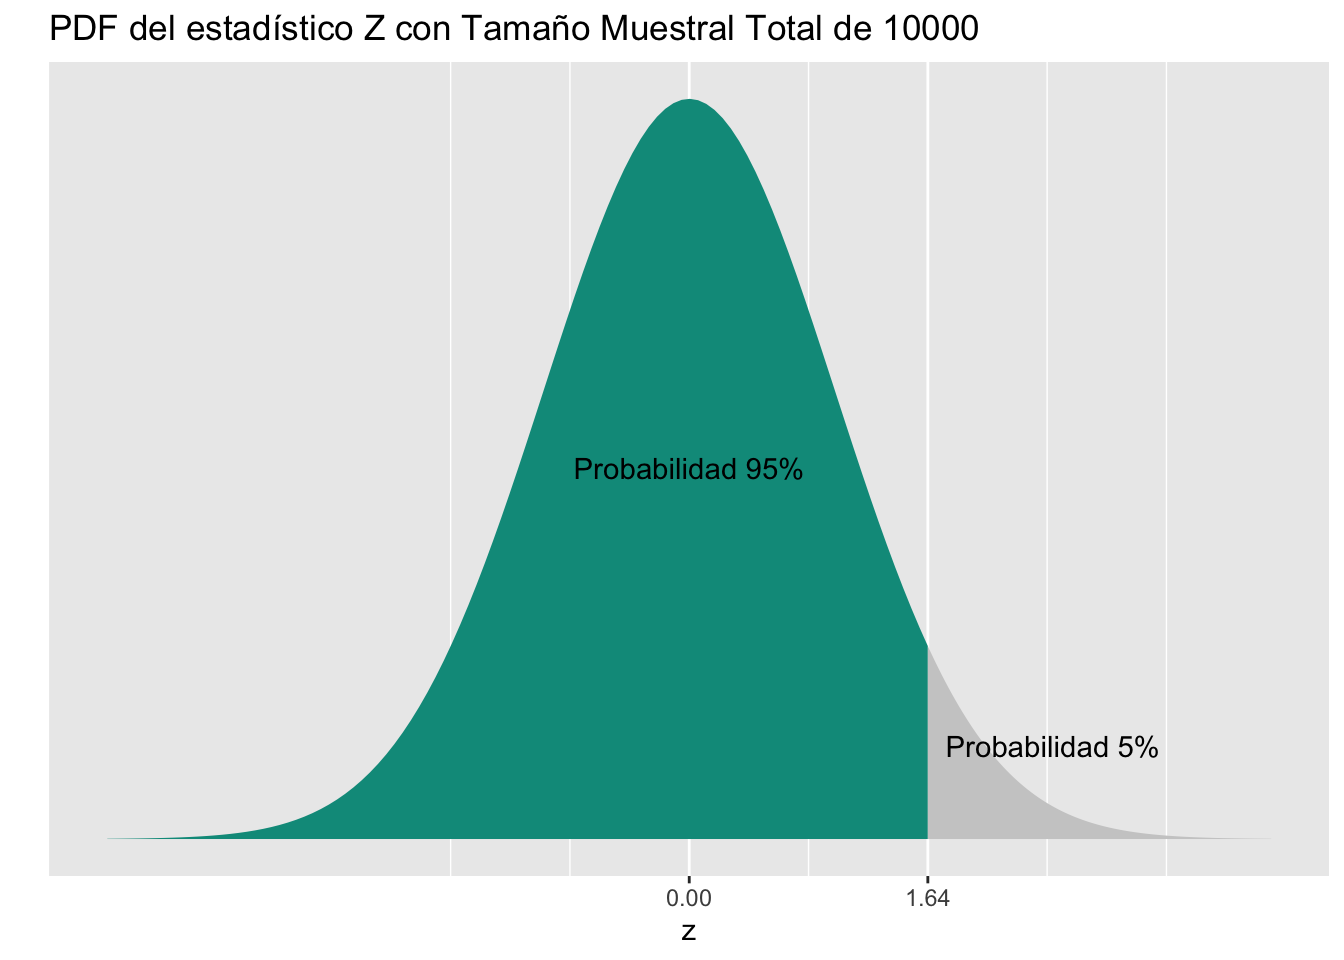 PDF del estadístico Z con Tamaño Muestral Total de 10000
Probabilidad 95%
Probabilidad 5%
0.00 1.64
z